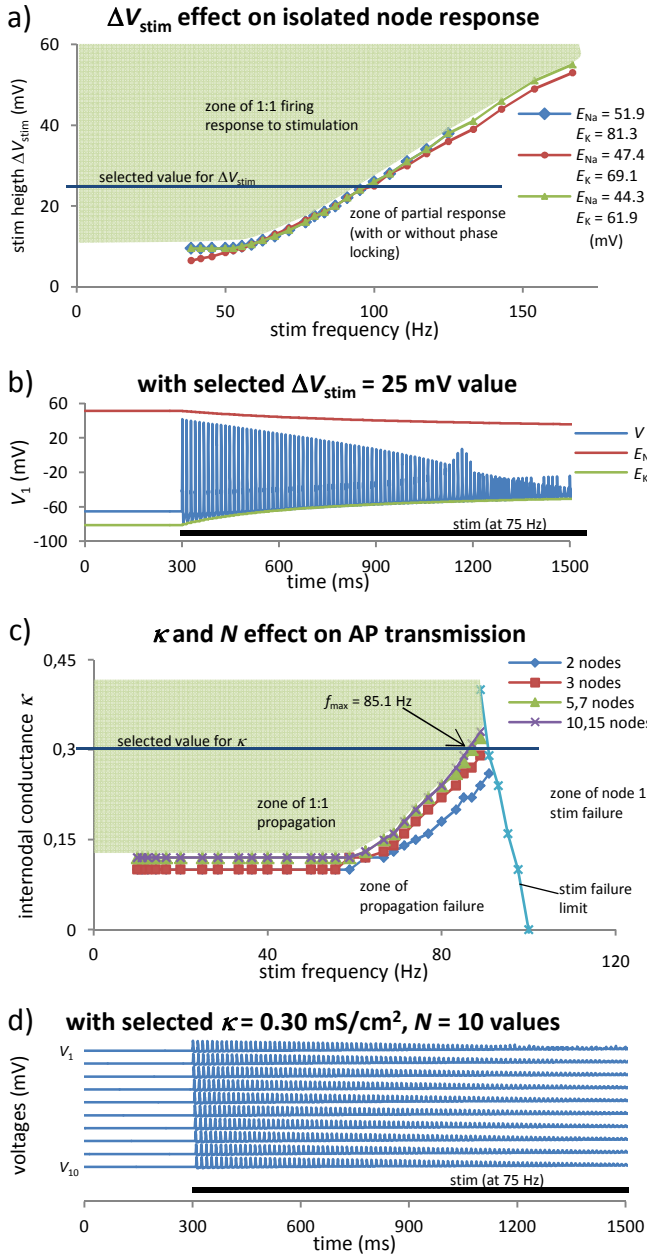 a) ΔVstim effect on isolated node response
60
40
20
0
stim heigth ΔVstim
(mV)
zone of 1:1 firing
response to stimulation
selected value for ΔVstim
zone of partial response
(with or without phase
locking)
ENa = 51.9
EK = 81.3
ENa = 47.4
EK = 69.1
ENa = 44.3
EK = 61.9
(mV)
0 50 100 150
stim frequency (Hz)
b) with selected ΔVstim = 25 mV value
60
20
-20
-60
-100
V1 (mV)
V
EN
EK
stim (at 75 Hz)
0 300 600 900 1200 1500
time (ms)
c) κ and N effect on AP transmission
0,45
0,3
0,15
0
internodal conductance κ
2 nodes
3 nodes
5,7 nodes
10,15 nodes
fmax = 85.1 Hz
selected value for κ
zone of 1:1
propagation
zone of node 1
stim failure
zone of
propagation failure
stim failure
limit
0 40 80 120
stim frequency (Hz)
d) with selected κ = 0.30 mS/cm², N = 10 values
voltages (mV)
V1
V10
stim (at 75 Hz)
0 300 600 900 1200 1500
time (ms)